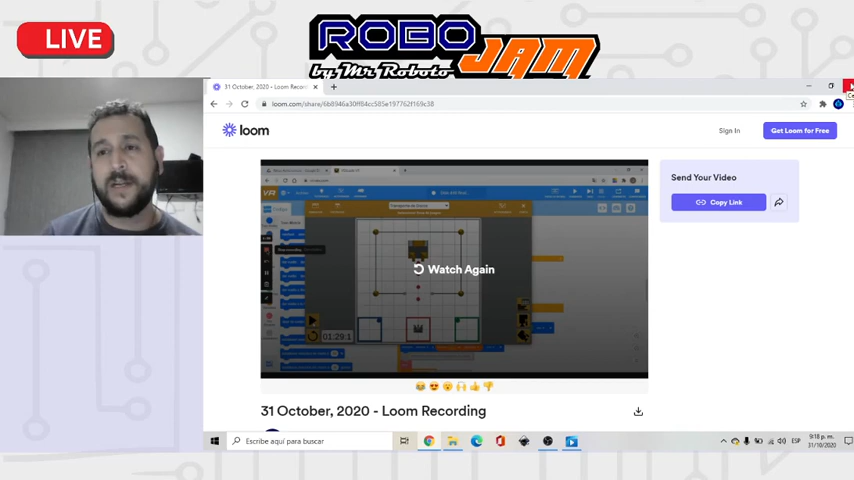 LIVE
ROBO
JAM
by Mr Roboto
31 October, 2020 - Loom Recor
loom.com/share/6b8946a30ff84cc585e197762f169c38
loom
Sign In
Get Loom for Free
Send Your Video
Copy Link
VR
Watch Again
01:29:1
31 October, 2020 - Loom Recording
Escribe aquí para buscar
ESP
9:18 p. m.
31/10/2020